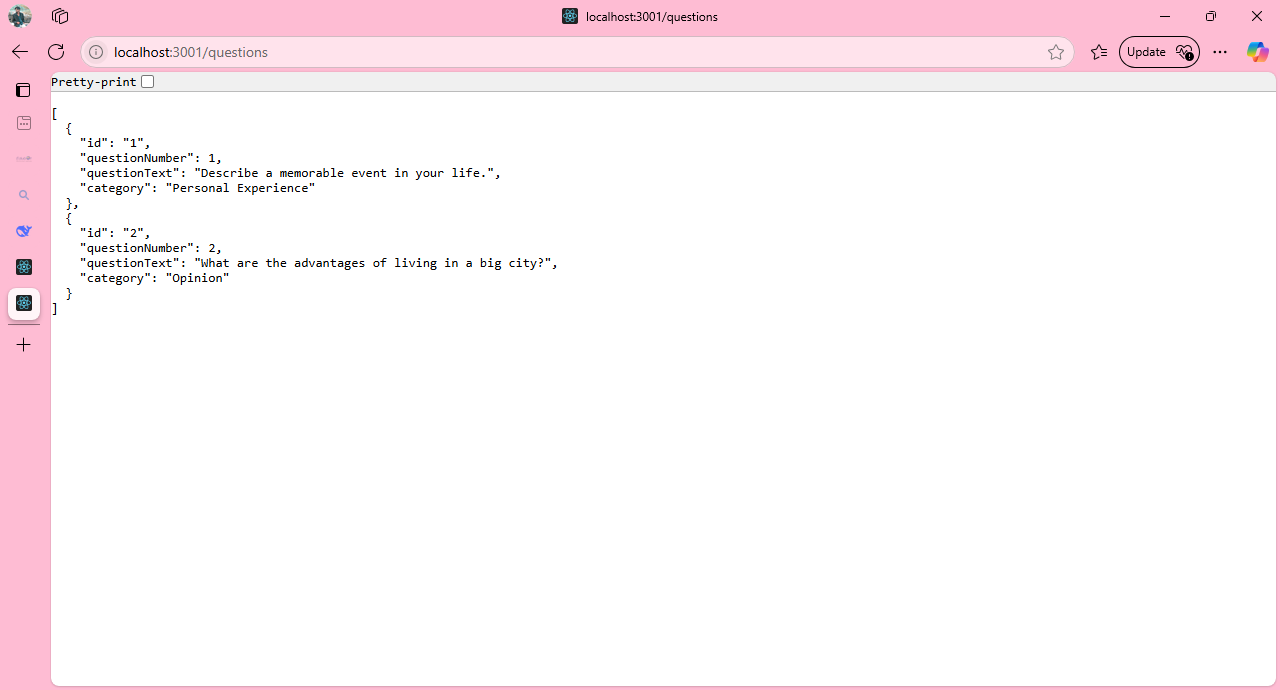 localhost:3001/questions
localhost:3001/questions
Update
Pretty-print
[
  {
    "id": "1",
    "questionNumber": 1,
    "questionText": "Describe a memorable event in your life.",
    "category": "Personal Experience"
  },
  {
    "id": "2",
    "questionNumber": 2,
    "questionText": "What are the advantages of living in a big city?",
    "category": "Opinion"
  }
]